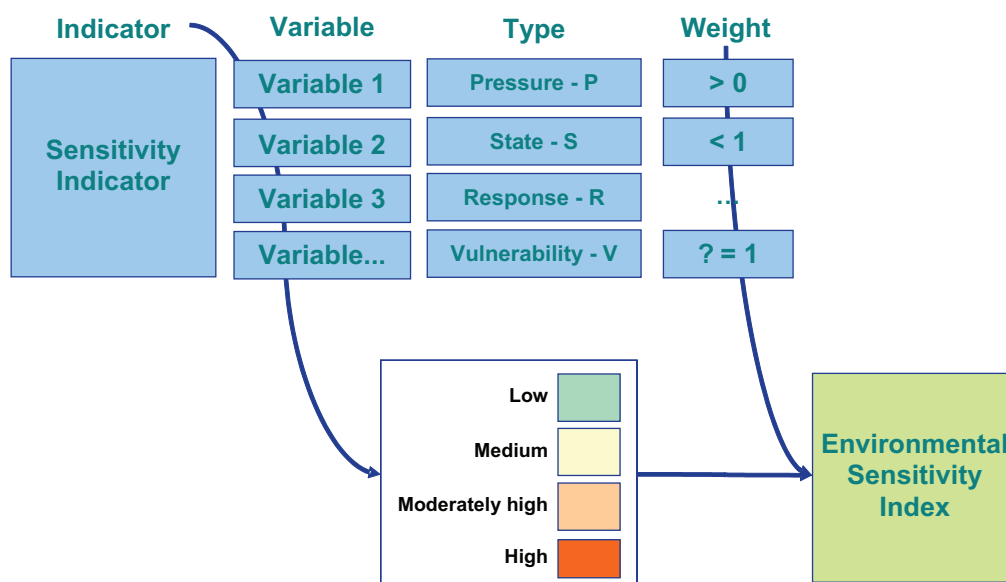 Indicator Variable Type Weight
Sensitivity
Indicator
Variable 1 Pressure - P > 0
Variable 2 State - S < 1
Variable 3 Response - R ...
Variable... Vulnerability - V ? = 1
Low
Medium
Moderately high
High
Environmental
Sensitivity
Index